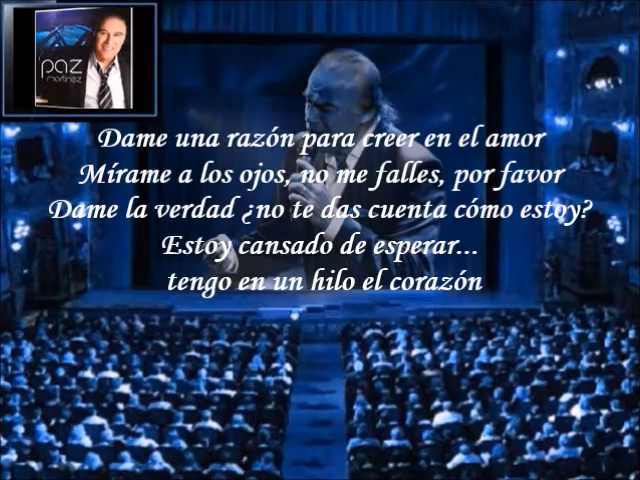 paz
martinez
Dame una razón para creer en el amor
Mírame a los ojos, no me falles, por favor
Dame la verdad ¿no te das cuenta cómo estoy?
Estoy cansado de esperar...
tengo en un hilo el corazón